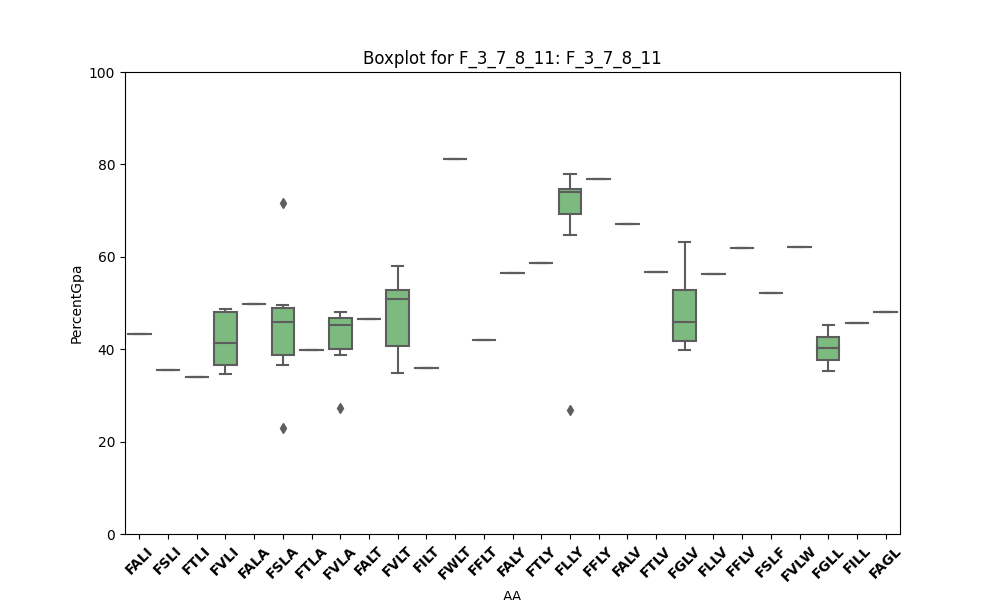 Boxplot for F_3_7_8_11: F_3_7_8_11
100
80
60
40
20
0
PercentGpa
FALI FSLI FTLI FVLI FALA FSLA FTLA FVLA FALT FVLT FILT FWLT FFLT FALY FTLY FLLY FFLY FALV FTLV FGLV FLLV FFLV FSLF FVLW FGLL FILL FAGL
AA